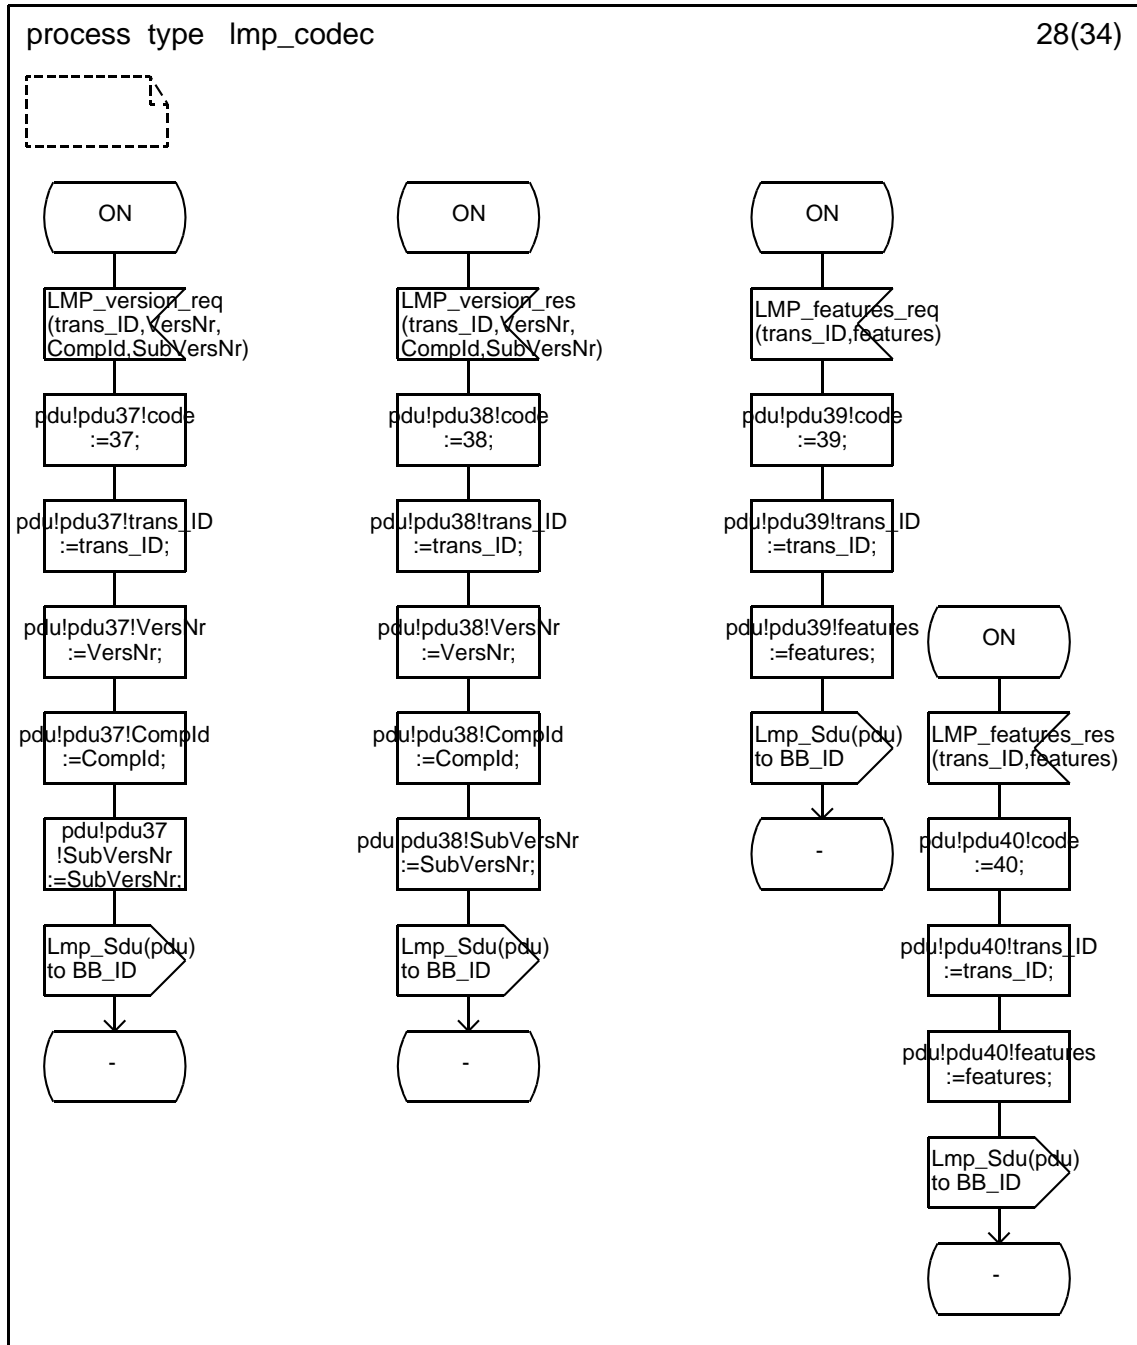 process type lmp_codec
28(34)
ON
LMP_version_req
(trans_ID,VersNr,
CompId,SubVersNr)
pdu!pdu37!code
:=37;
pdu!pdu37!trans_ID
:=trans_ID;
pdu!pdu37!VersNr
:=VersNr;
pdu!pdu37!CompId
:=CompId;
pdu!pdu37
!SubVersNr
:=SubVersNr;
Lmp_Sdu(pdu)
to BB_ID
-
ON
LMP_version_res
(trans_ID,VersNr,
CompId,SubVersNr)
pdu!pdu38!code
:=38;
pdu!pdu38!trans_ID
:=trans_ID;
pdu!pdu38!VersNr
:=VersNr;
pdu!pdu38!CompId
:=CompId;
pdu!pdu38!SubVersNr
:=SubVersNr;
Lmp_Sdu(pdu)
to BB_ID
-
ON
LMP_features_req
(trans_ID,features)
pdu!pdu39!code
:=39;
pdu!pdu39!trans_ID
:=trans_ID;
pdu!pdu39!features
:=features;
Lmp_Sdu(pdu)
to BB_ID
-
ON
LMP_features_res
(trans_ID,features)
pdu!pdu40!code
:=40;
pdu!pdu40!trans_ID
:=trans_ID;
pdu!pdu40!features
:=features;
Lmp_Sdu(pdu)
to BB_ID
-